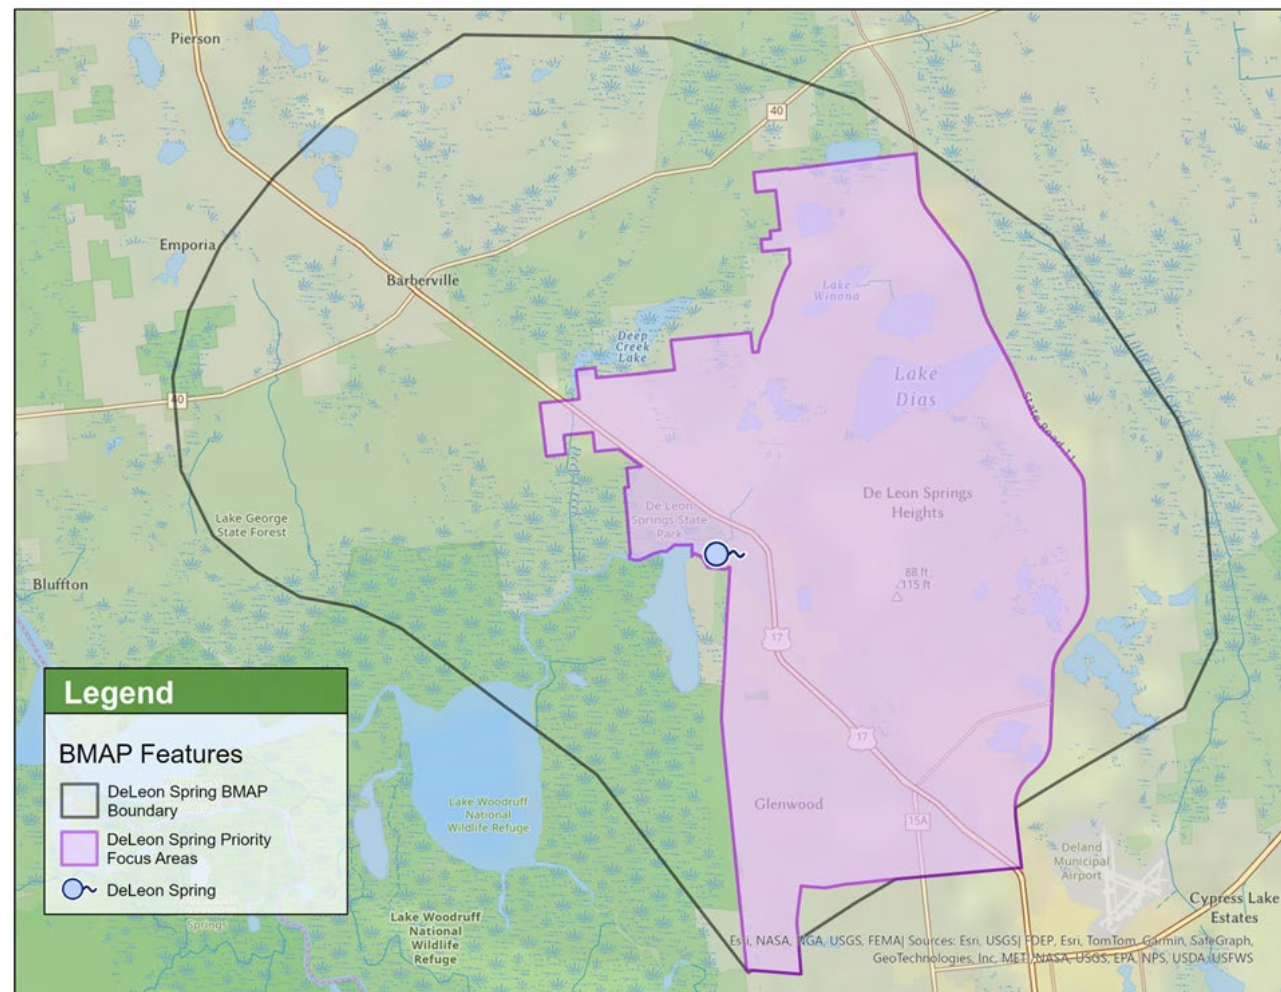 Pierson
40
Emporia
Barberville
Lake
Winona
Deep
Creek
Lake
Lake
Dias
40
State Road 11
Deep Creek
De Leon Springs
Heights
De Leon
Springs State
Park
Lake George
State Forest
Bluffton
88 ft
115 ft
17
17
Legend
BMAP Features
DeLeon Spring BMAP
Boundary
DeLeon Spring Priority
Focus Areas
DeLeon Spring
Lake Woodruff
National
Wildlife Refuge
Glenwood
15A
Deland
Municipal
Airport
Cypress Lake
Estates
Lake Woodruff
National
Wildlife
Refuge
Springs
Esri, NASA, NGA, USGS, FEMA| Sources: Esri, USGS| FDEP, Esri, TomTom, Garmin, SafeGraph,
GeoTechnologies, Inc, METI/NASA, USGS, EPA, NPS, USDA, USFWS